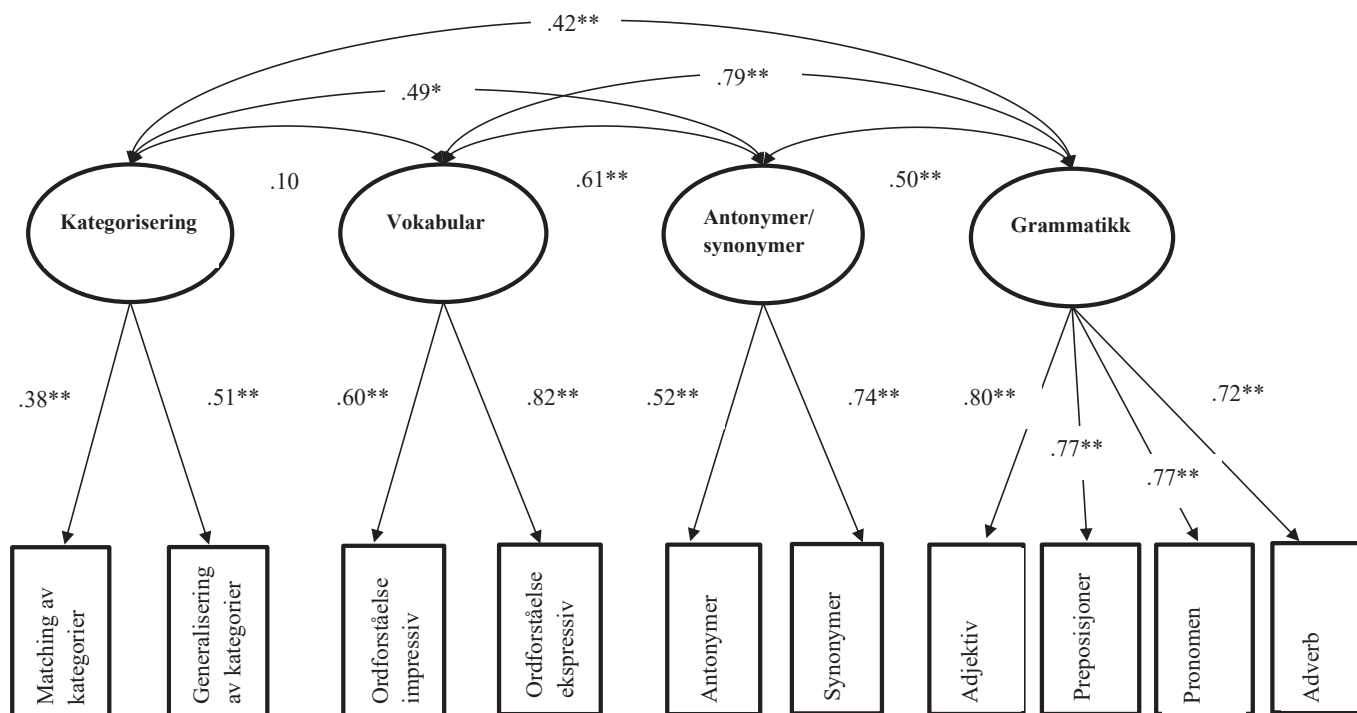 .42**
.79**
.49*
.10
.61**
.50**
Kategorisering
Vokabular
Antonymer/
synonymer
Grammatikk
.38**
.51**
.60**
.82**
.52**
.74**
.80**
.77**
.77**
.72**
Matching av
kategorier
Generalisering
av kategorier
Ordforståelse
impressiv
Ordforståelse
ekspressiv
Antonymer
Synonymer
Adjektiv
Preposisjoner
Pronomen
Adverb